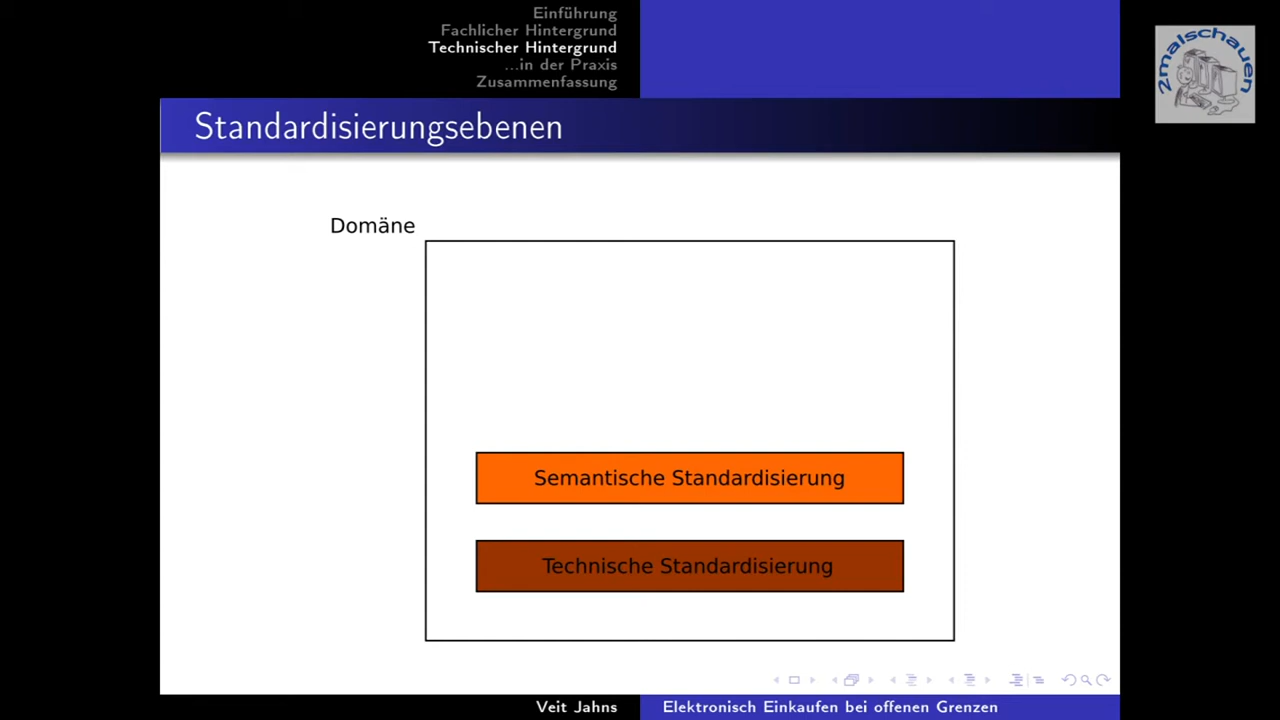 Einführung
Fachlicher Hintergrund
Technischer Hintergrund
...in der Praxis
Zusammenfassung
2malschauen
Standardisierungsebenen
Domäne
Semantische Standardisierung
Technische Standardisierung
Veit Jahns
Elektronisch Einkaufen bei offenen Grenzen